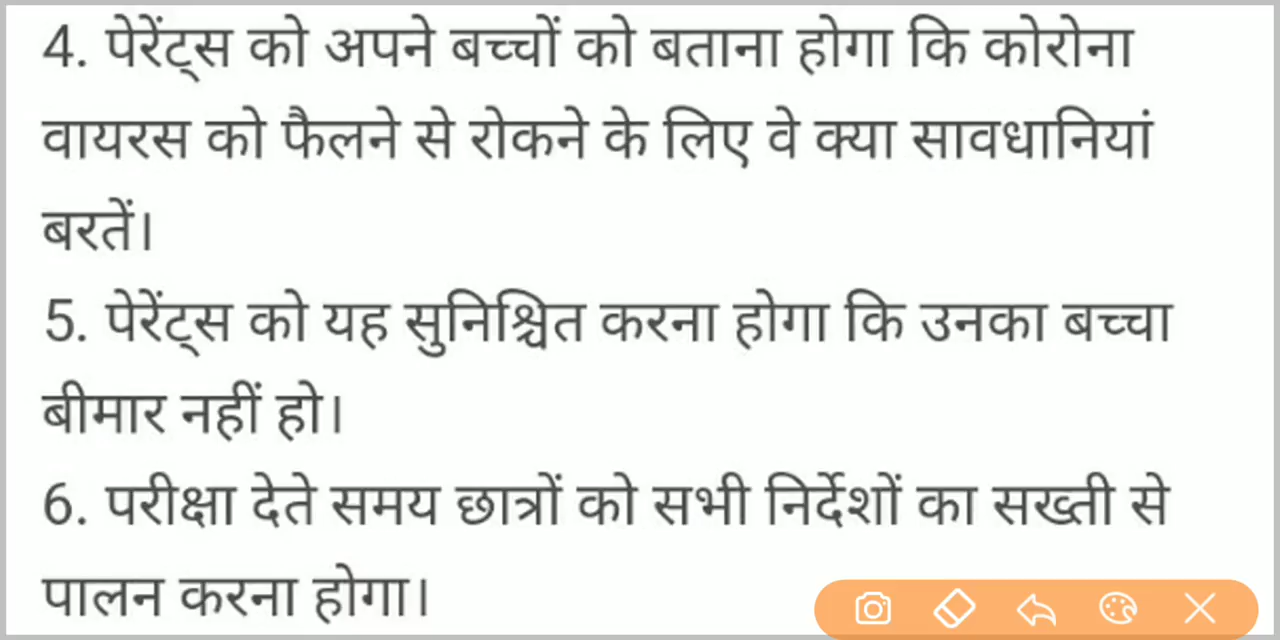 4. पेरेंट्स को अपने बच्चों को बताना होगा कि कोरोना
वायरस को फैलने से रोकने के लिए वे क्या सावधानियां
बरतें।
5. पेरेंट्स को यह सुनिश्चित करना होगा कि उनका बच्चा
बीमार नहीं हो।
6. परीक्षा देते समय छात्रों को सभी निर्देशों का सख्ती से
पालन करना होगा।